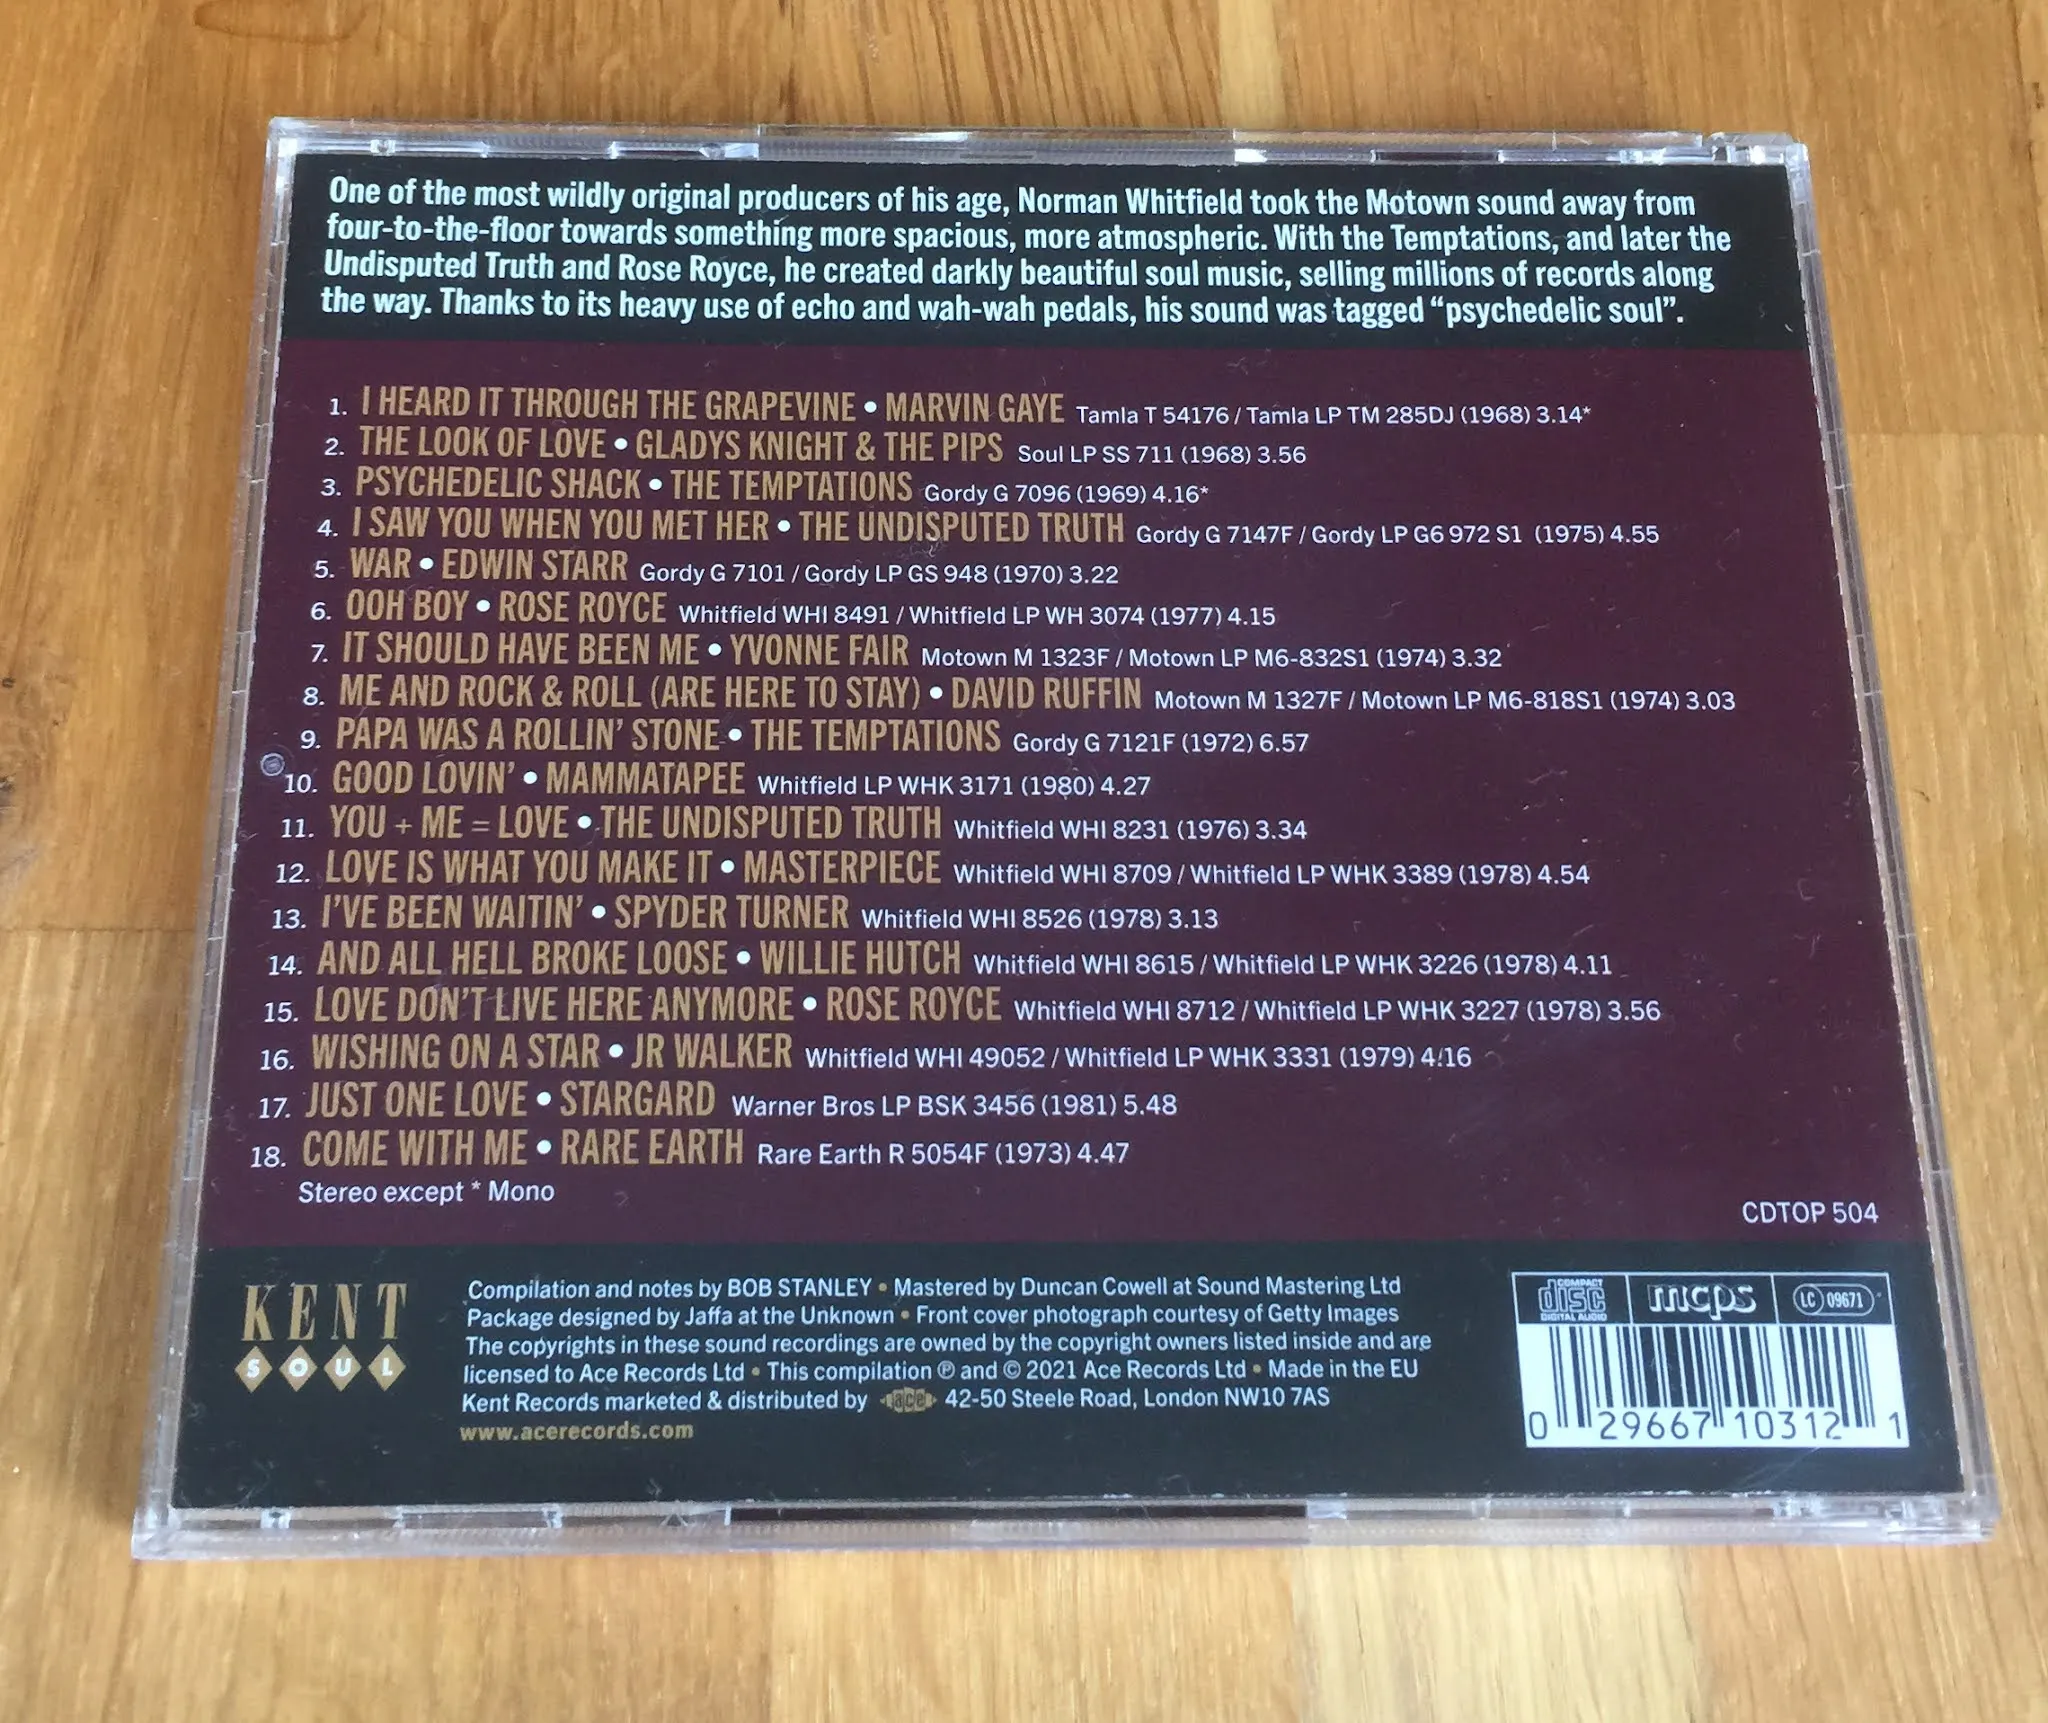 One of the most wildly original producers of his age, Norman Whitfield took the Motown sound away from
four-to-the-floor towards something more spacious, more atmospheric. With the Temptations, and later the
Undisputed Truth and Rose Royce, he created darkly beautiful soul music, selling millions of records along
the way. Thanks to its heavy use of echo and wah-wah pedals, his sound was tagged “psychedelic soul”.
1. I HEARD IT THROUGH THE GRAPEVINE • MARVIN GAYE Tamla T 54176 / Tamla LP TM 285DJ (1968) 3.14*
2. THE LOOK OF LOVE • GLADYS KNIGHT & THE PIPS Soul LP SS 711 (1968) 3.56
3. PSYCHEDELIC SHACK • THE TEMPTATIONS Gordy G 7096 (1969) 4.16*
4. I SAW YOU WHEN YOU MET HER • THE UNDISPUTED TRUTH Gordy G 7147F / Gordy LP G6 972 S1 (1975) 4.55
5. WAR • EDWIN STARR Gordy G 7101 / Gordy LP GS 948 (1970) 3.22
6. OOH BOY • ROSE ROYCE Whitfield WHI 8491 / Whitfield LP WH 3074 (1977) 4.15
7. IT SHOULD HAVE BEEN ME • YVONNE FAIR Motown M 1323F / Motown LP M6-832S1 (1974) 3.32
8. ME AND ROCK & ROLL (ARE HERE TO STAY) • DAVID RUFFIN Motown M 1327F / Motown LP M6-818S1 (1974) 3.03
9. PAPA WAS A ROLLIN’ STONE • THE TEMPTATIONS Gordy G 7121F (1972) 6.57
10. GOOD LOVIN’ • MAMMATAPEE Whitfield LP WHK 3171 (1980) 4.27
11. YOU + ME = LOVE • THE UNDISPUTED TRUTH Whitfield WHI 8231 (1976) 3.34
12. LOVE IS WHAT YOU MAKE IT • MASTERPIECE Whitfield WHI 8709 / Whitfield LP WHK 3389 (1978) 4.54
13. I’VE BEEN WAITIN’ • SPYDER TURNER Whitfield WHI 8526 (1978) 3.13
14. AND ALL HELL BROKE LOOSE • WILLIE HUTCH Whitfield WHI 8615 / Whitfield LP WHK 3226 (1978) 4.11
15. LOVE DON’T LIVE HERE ANYMORE • ROSE ROYCE Whitfield WHI 8712 / Whitfield LP WHK 3227 (1978) 3.56
16. WISHING ON A STAR • JR WALKER Whitfield WHI 49052 / Whitfield LP WHK 3331 (1979) 4.16
17. JUST ONE LOVE • STARGARD Warner Bros LP BSK 3456 (1981) 5.48
18. COME WITH ME • RARE EARTH Rare Earth R 5054F (1973) 4.47
Stereo except * Mono
CDTOP 504
KENT
SOUL
Compilation and notes by BOB STANLEY • Mastered by Duncan Cowell at Sound Mastering Ltd
Package designed by Jaffa at the Unknown • Front cover photograph courtesy of Getty Images
The copyrights in these sound recordings are owned by the copyright owners listed inside and are
licensed to Ace Records Ltd • This compilation ℗ and © 2021 Ace Records Ltd • Made in the EU
Kent Records marketed & distributed by ace 42-50 Steele Road, London NW10 7AS
www.acerecords.com
COMPACT
disc
DIGITAL AUDIO
mcps
LC 09671
0 29667 10312 1